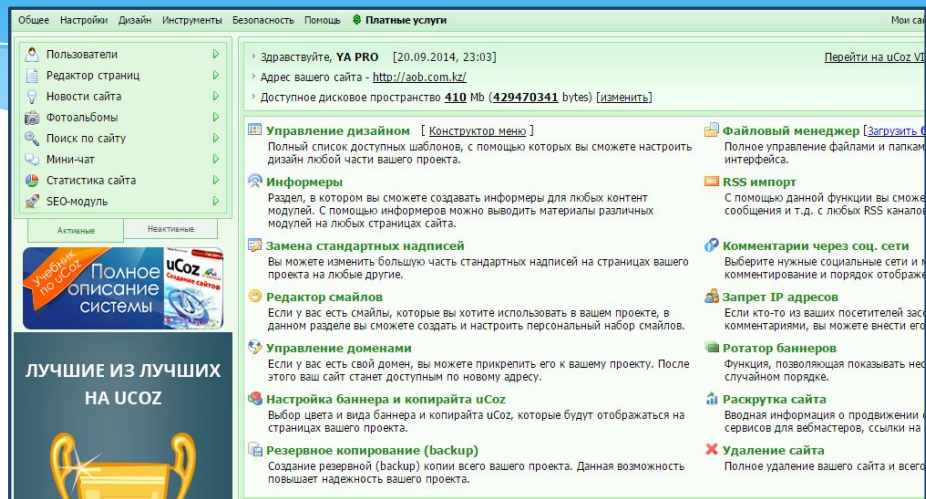 Общее Настройки Дизайн Инструменты Безопасность Помощь $ Платные услуги
Мои
Пользователи
Редактор страниц
Новости сайта
Фотоальбомы
Поиск по сайту
Мини-чат
Статистика сайта
SEO-модуль
Активные Неактивные
Учебник по uCoz
Полное описание системы
uCoz
Создание сайтов
ЛУЧШИЕ ИЗ ЛУЧШИХ
НА UCOZ
Здравствуйте, YA PRO [20.09.2014, 23:03] Перейти на uCoz VI
Адрес вашего сайта - http://aob.com.kz/
Доступное дисковое пространство 410 Mb (429470341 bytes) [изменить]
Управление дизайном [ Конструктор меню ]
Полный список доступных шаблонов, с помощью которых вы сможете настроить
дизайн любой части вашего проекта.
Информеры
Раздел, в котором вы сможете создавать информеры для любых контент
модулей. С помощью информеров можно выводить материалы различных
модулей на любых страницах сайта.
Замена стандартных надписей
Вы можете изменить большую часть стандартных надписей на страницах вашего
проекта на любые другие.
Редактор смайлов
Если у вас есть смайлы, которые вы хотите использовать в вашем проекте, в
данном разделе вы сможете создать и настроить персональный набор смайлов.
Управление доменами
Если у вас есть свой домен, вы можете прикрепить его к вашему проекту. После
этого ваш сайт станет доступным по новому адресу.
Настройка баннера и копирайта uCoz
Выбор цвета и вида баннера и копирайта uCoz, которые будут отображаться на
страницах вашего проекта.
Резервное копирование (backup)
Создание резервной (backup) копии всего вашего проекта. Данная возможность
повышает надежность вашего проекта.
Файловый менеджер [Загрузить
Полное управление файлами и папкам
интерфейса.
RSS импорт
С помощью данной функции вы сможе
сообщения и т.д. с любых RSS каналов
Комментарии через соц. сети
Выберите нужные социальные сети и
комментирование и порядок отображе
Запрет IP адресов
Если кто-то из ваших посетителей зас
комментариями, вы можете внести его
Ротатор баннеров
Функция, позволяющая показывать нес
случайном порядке.
Раскрутка сайта
Вводная информация о продвижении
сервисов для вебмастеров, ссылки на
Удаление сайта
Полное удаление вашего сайта и всего